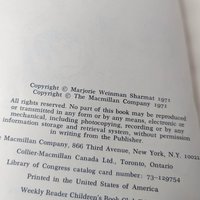 Copyright © Marjorie Weinman Sharmat 1971
Copyright © The Macmillan Company 1971
All rights reserved. No part of this book may be reproduced
or transmitted in any form or by any means, electronic or
mechanical, including photocopying, recording or by any
information storage and retrieval system, without permission
in writing from the Publisher.
Macmillan Company, 866 Third Avenue, New York, N.Y.
Collier-Macmillan Canada Ltd., Toronto, Ontario
Library of Congress catalog card number: 73-129754
Printed in the United States of America
Weekly Reader Children's Book